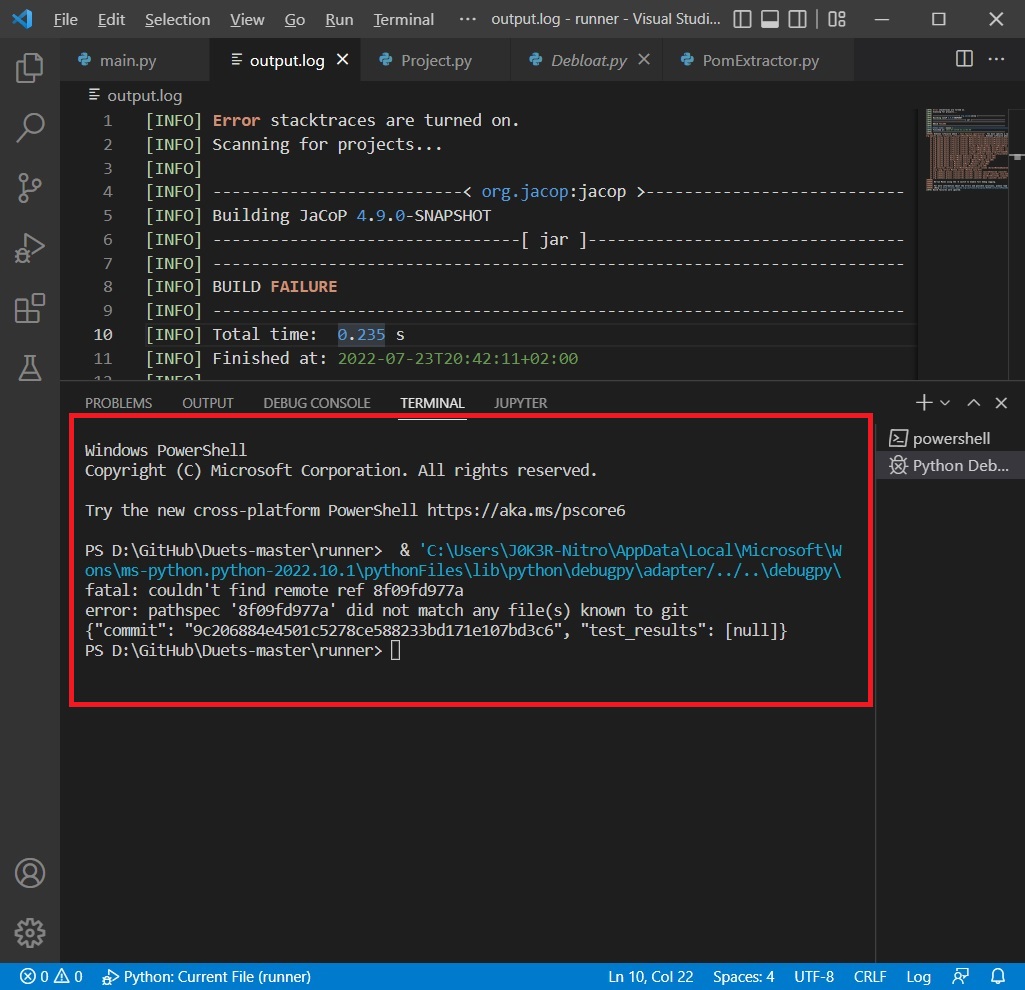 File Edit Selection View Go Run Terminal ··· output.log - runner - Visual Studi...
main.py output.log Project.py Debloat.py PomExtractor.py
output.log
1 [INFO] Error stacktraces are turned on.
2 [INFO] Scanning for projects...
3 [INFO]
4 [INFO] --------------------------< org.jacop:jacop >---------------------------
5 [INFO] Building JaCoP 4.9.0-SNAPSHOT
6 [INFO] --------------------------------[ jar ]---------------------------------
7 [INFO] ------------------------------------------------------------------------
8 [INFO] BUILD FAILURE
9 [INFO] ------------------------------------------------------------------------
10 [INFO] Total time:  0.235 s
11 [INFO] Finished at: 2022-07-23T20:42:11+02:00
12 [INFO]
PROBLEMS OUTPUT DEBUG CONSOLE TERMINAL JUPYTER
powershell
Python Deb...
Windows PowerShell
Copyright (C) Microsoft Corporation. All rights reserved.
Try the new cross-platform PowerShell https://aka.ms/pscore6
PS D:\GitHub\Duets-master\runner>  & 'C:\Users\J0K3R-Nitro\AppData\Local\Microsoft\W
ons\ms-python.python-2022.10.1\pythonFiles\lib\python\debugpy\adapter/../..\debugpy\
fatal: couldn't find remote ref 8f09fd977a
error: pathspec '8f09fd977a' did not match any file(s) known to git
{"commit": "9c206884e4501c5278ce588233bd171e107bd3c6", "test_results": [null]}
PS D:\GitHub\Duets-master\runner>
0 0 Python: Current File (runner) Ln 10, Col 22 Spaces: 4 UTF-8 CRLF Log